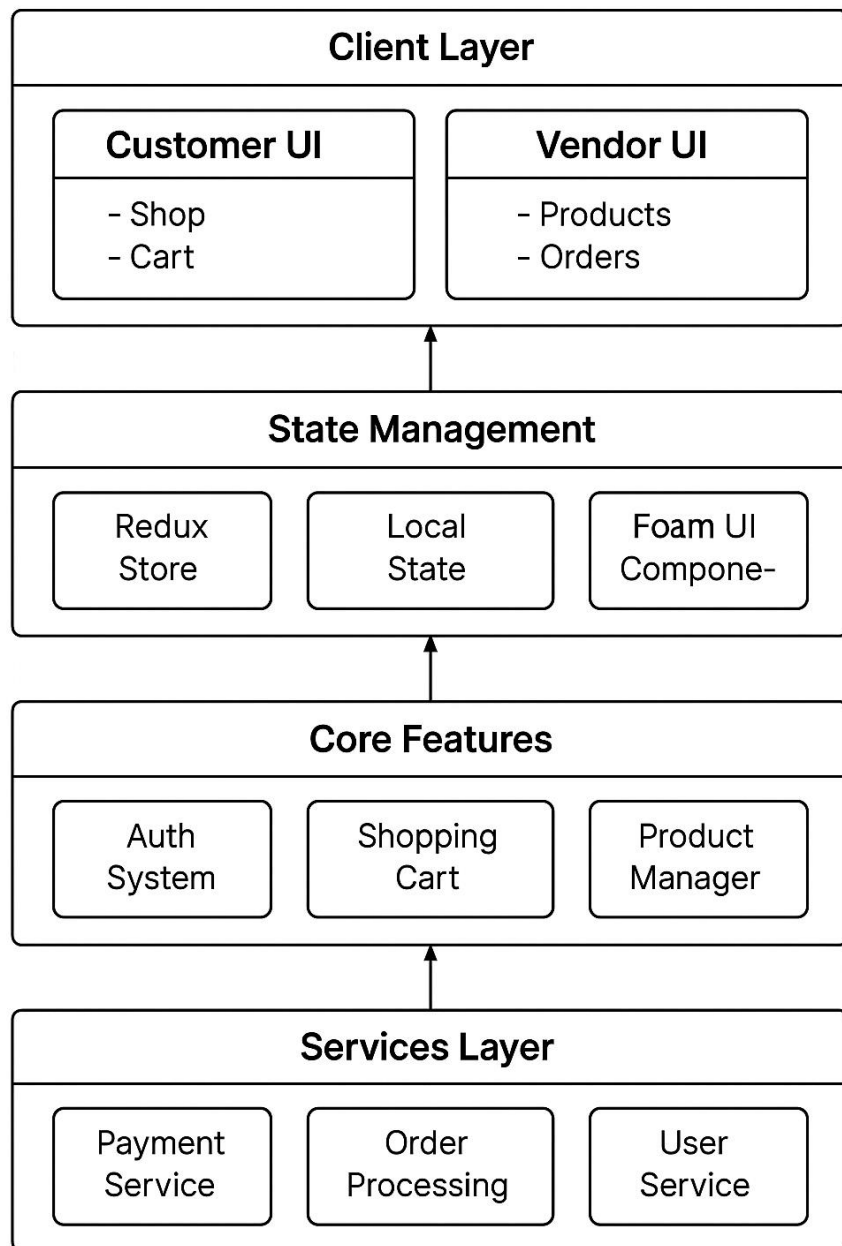 Client Layer
Customer UI
- Shop
- Cart
Vendor UI
- Products
- Orders
State Management
Redux
Store
Local
State
Foam UI
Compone-
Core Features
Auth
System
Shopping
Cart
Product
Manager
Services Layer
Payment
Service
Order
Processing
User
Service